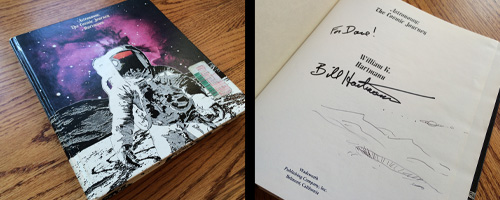 Astronomy:
The Cosmic Journey
Hartmann
Astronomy:
The Cosmic Journey
For Dave!
William K.
Hartmann
Bill Hartmann
Wadsworth
Publishing Company, Inc.
Belmont, California